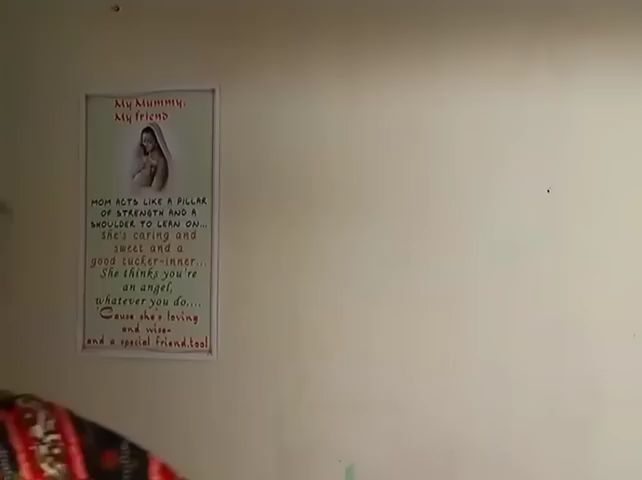 My Mummy,
My friend
MOM ACTS LIKE A PILLAR
OF STRENGTH AND A
SHOULDER TO LEAN ON...
She's caring and
sweet and a
good tucker-inner...
She thinks you're
an angel,
whatever you do....
'Cause she's loving
and wise-
and a special friend,too!